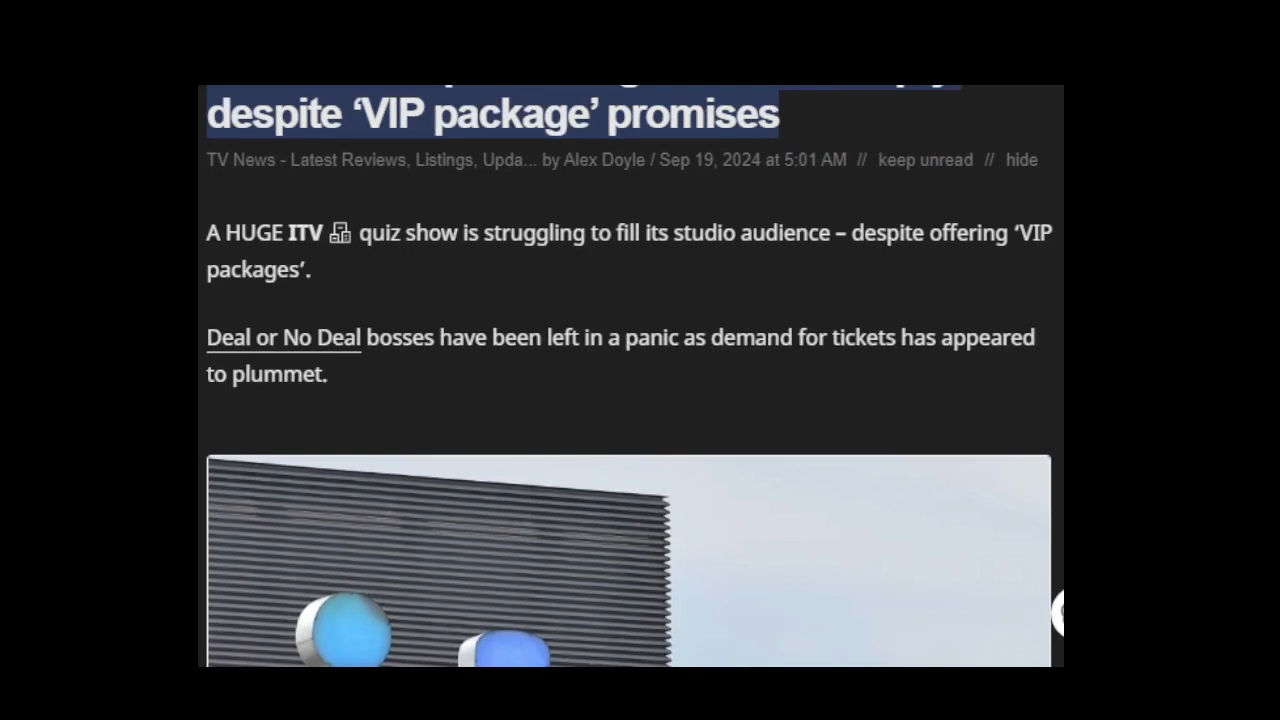 despite ‘VIP package’ promises
TV News - Latest Reviews, Listings, Upda... by Alex Doyle / Sep 19, 2024 at 5:01 AM // keep unread // hide
A HUGE ITV quiz show is struggling to fill its studio audience – despite offering ‘VIP
packages’.
Deal or No Deal bosses have been left in a panic as demand for tickets has appeared
to plummet.